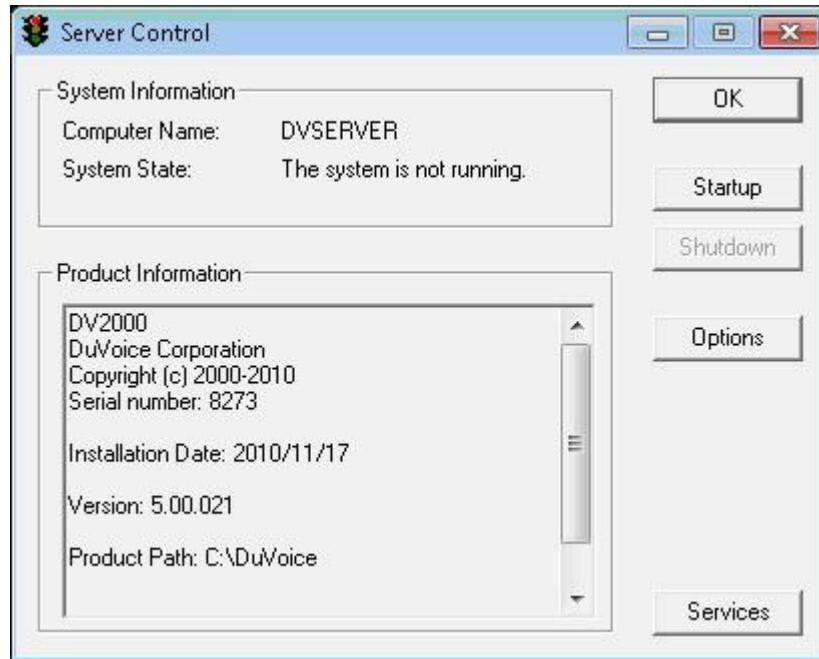 Server Control
System Information
Computer Name: DVSERVER
System State: The system is not running.
Product Information
DV2000
DuVoice Corporation
Copyright (c) 2000-2010
Serial number: 8273
Installation Date: 2010/11/17
Version: 5.00.021
Product Path: C:\DuVoice
OK
Startup
Shutdown
Options
Services